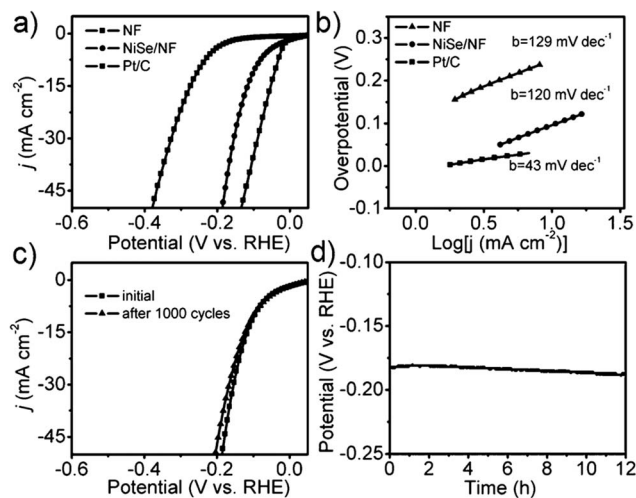 a)
0
-15
-30
-45
j (mA cm⁻²)
NF
NiSe/NF
Pt/C
-0.6
-0.4
-0.2
0.0
Potential (V vs. RHE)
b)
0.3
0.2
0.1
0.0
-0.1
Overpotential (V)
NF
NiSe/NF
Pt/C
b=129 mV dec⁻¹
b=120 mV dec⁻¹
b=43 mV dec⁻¹
0.0
0.5
1.0
1.5
Log[j (mA cm⁻²)]
c)
0
-15
-30
-45
j (mA cm⁻²)
initial
after 1000 cycles
-0.6
-0.4
-0.2
0.0
Potential (V vs. RHE)
d)
-0.10
-0.15
-0.20
-0.25
Potential (V vs. RHE)
0
2
4
6
8
10
12
Time (h)